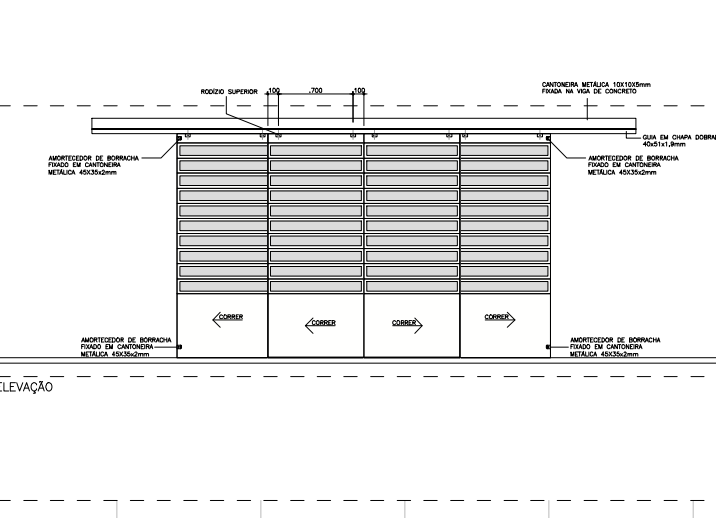 CANTONEIRA METÁLICA 10X10X5mm
FIXADA NA VIGA DE CONCRETO
RODÍZIO SUPERIOR
.100
.700
.100
GUIA EM CHAPA DOBRAD
40x51x1,9mm
AMORTECEDOR DE BORRACHA
FIXADO EM CANTONEIRA
METÁLICA 45X35x2mm
AMORTECEDOR DE BORRACHA
FIXADO EM CANTONEIRA
METÁLICA 45X35x2mm
CORRER
CORRER
CORRER
CORRER
AMORTECEDOR DE BORRACHA
FIXADO EM CANTONEIRA
METÁLICA 45X35x2mm
AMORTECEDOR DE BORRACHA
FIXADO EM CANTONEIRA
METÁLICA 45X35x2mm
ELEVAÇÃO